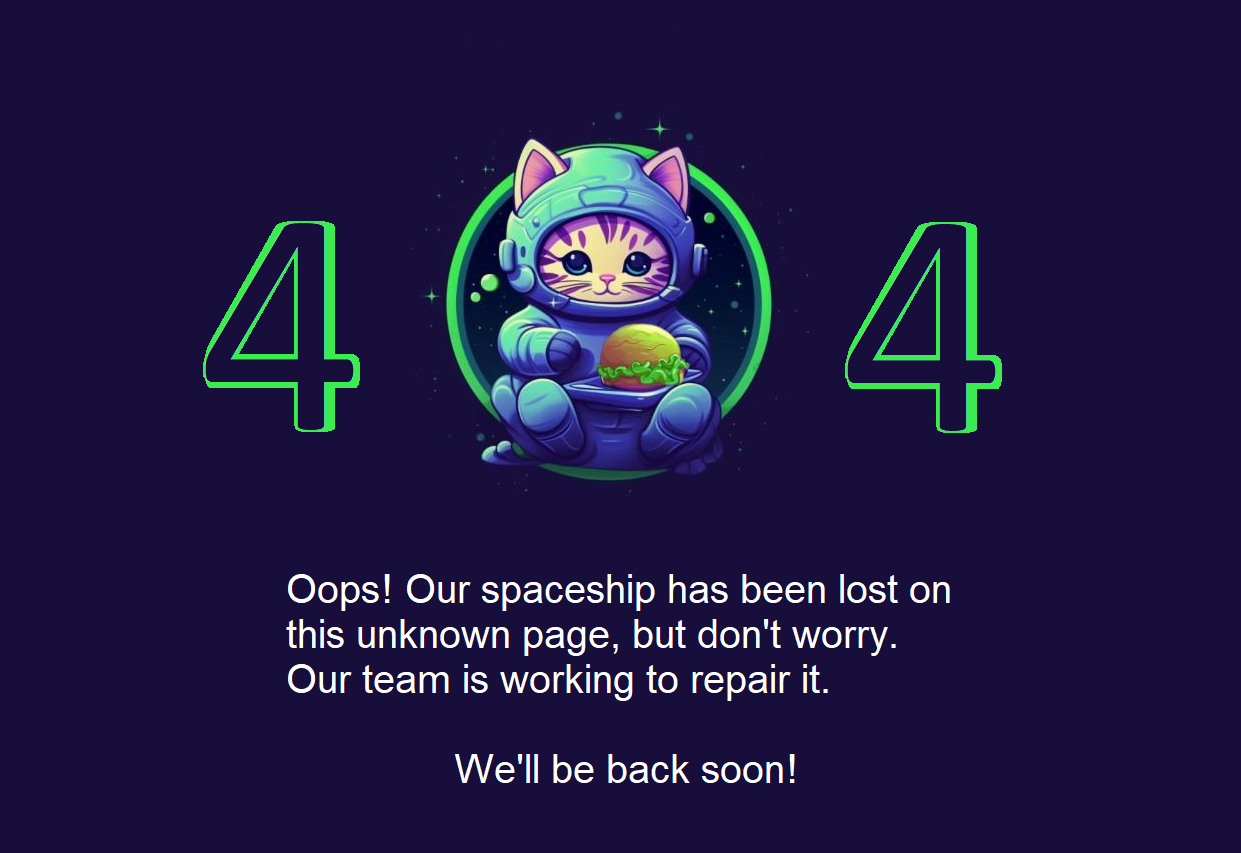 4 4
Oops! Our spaceship has been lost on
this unknown page, but don't worry.
Our team is working to repair it.
We'll be back soon!